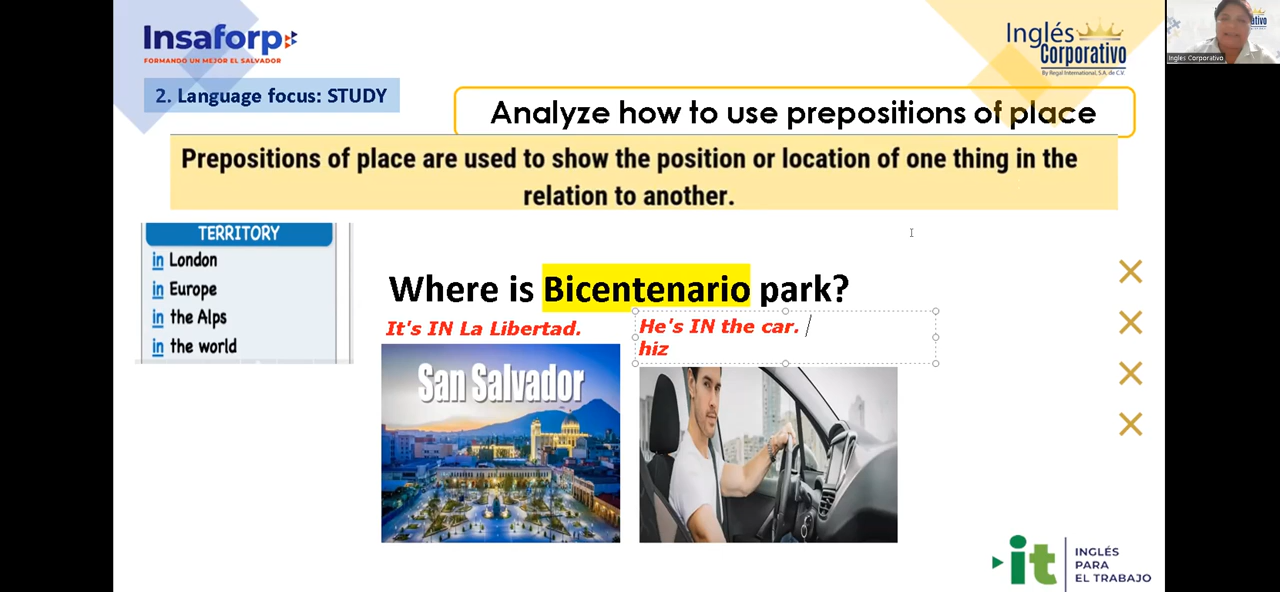 Insaforp
FORMANDO UN MEJOR EL SALVADOR
Inglés
Corporativo
By Regal International, S.A. de C.V.
Ingles Corporativo
2. Language focus: STUDY
Analyze how to use prepositions of place
Prepositions of place are used to show the position or location of one thing in the
relation to another.
TERRITORY
in London
in Europe
in the Alps
in the world
Where is Bicentenario park?
It's IN La Libertad.
He's IN the car.
hiz
San Salvador
it
INGLÉS
PARA
EL TRABAJO